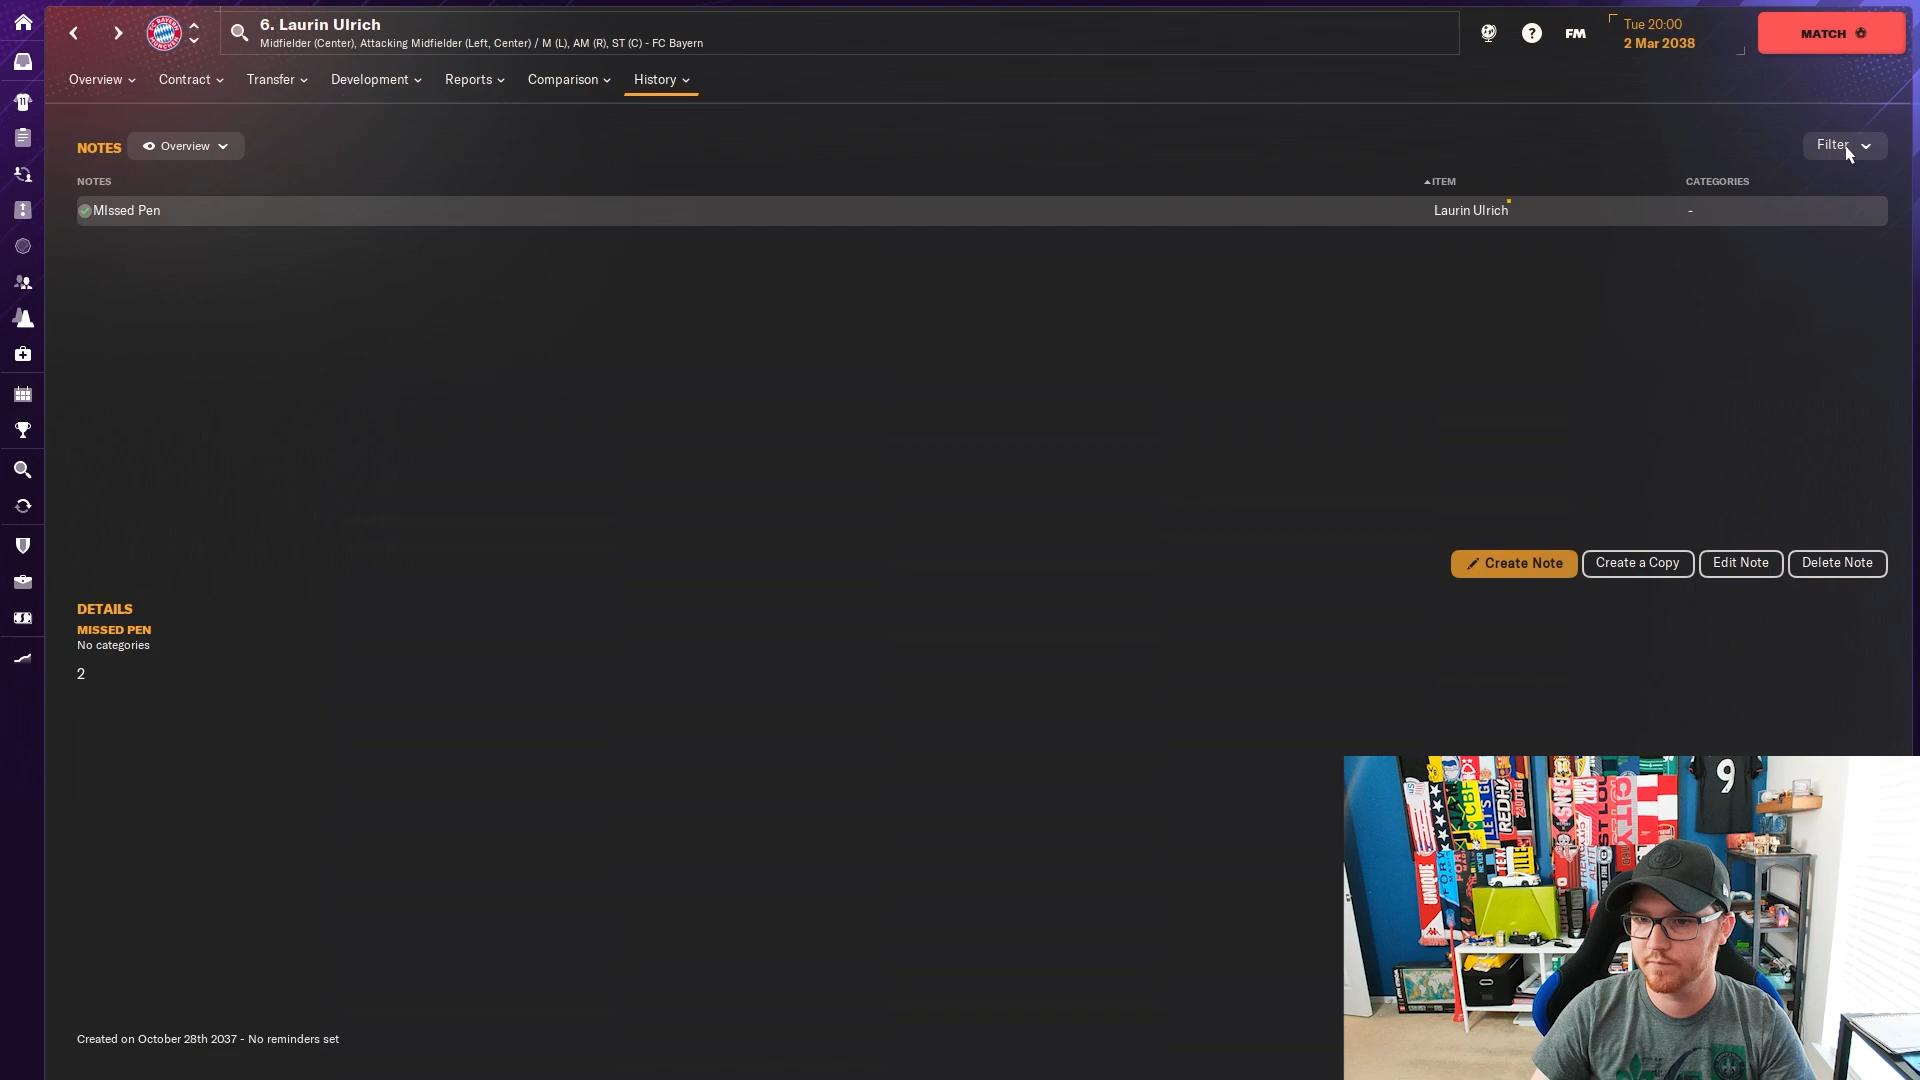 6. Laurin Ulrich
Midfielder (Center), Attacking Midfielder (Left, Center) / M (L), AM (R), ST (C) - FC Bayern
FM
Tue 20:00
2 Mar 2038
MATCH
Overview
Contract
Transfer
Development
Reports
Comparison
History
NOTES
Overview
Filter
NOTES
ITEM
CATEGORIES
MIssed Pen
Laurin Ulrich
-
Create Note
Create a Copy
Edit Note
Delete Note
DETAILS
MISSED PEN
No categories
2
9
UNIQUE
CITY
Created on October 28th 2037 - No reminders set